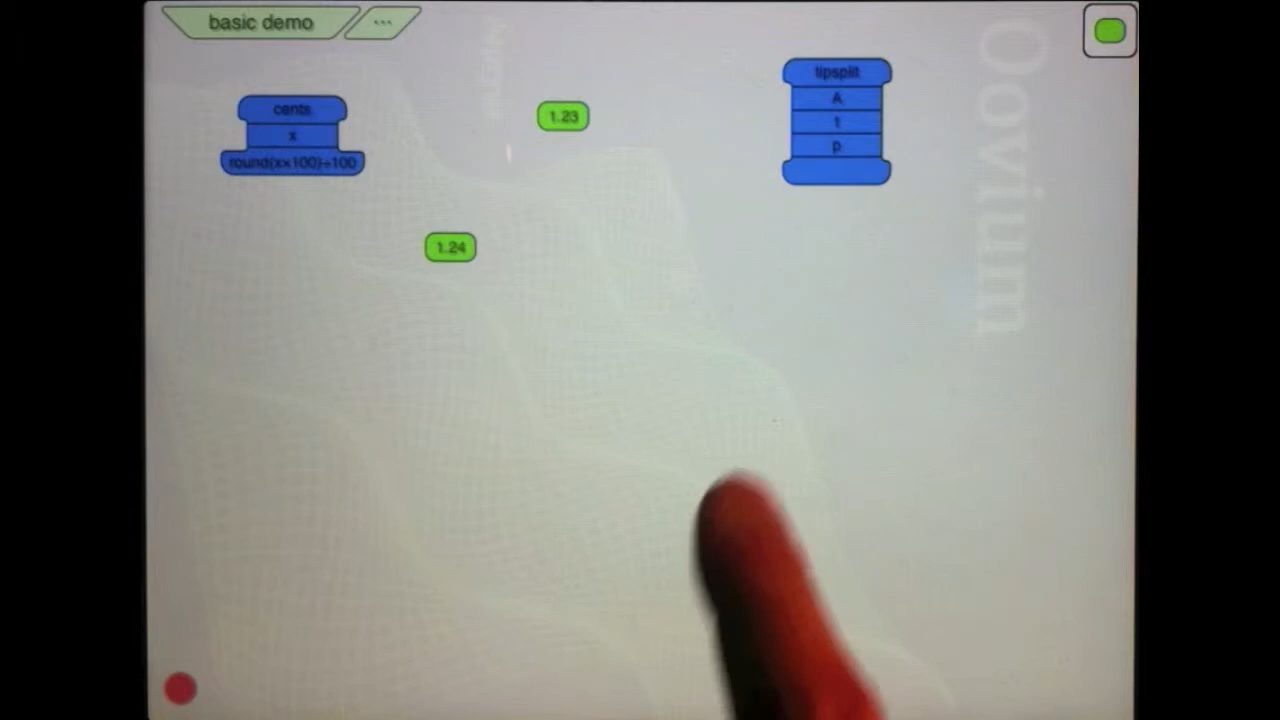 basic demo
...
cents
x
round(x×100)÷100
1.23
1.24
tipsplit
A
t
p
Oovium